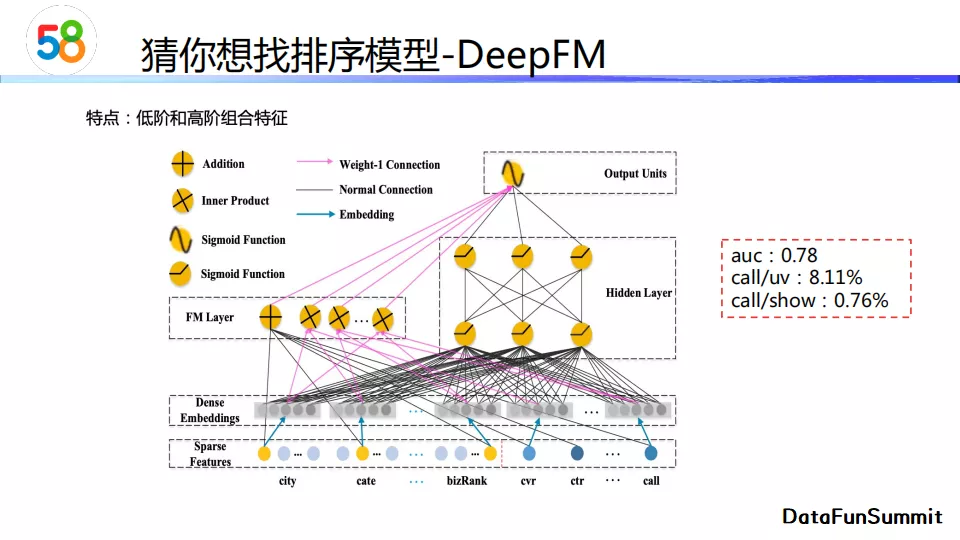 58
猜你想找排序模型-DeepFM
特点：低阶和高阶组合特征
Addition
Weight-1 Connection
Inner Product
Normal Connection
Sigmoid Function
Embedding
Sigmoid Function
Output Units
Hidden Layer
FM Layer
...
auc：0.78
call/uv：8.11%
call/show：0.76%
Dense
Embeddings
... ...
Sparse
Features
... ... ... ... ...
city cate ... bizRank cvr ctr ... call
DataFunSummit